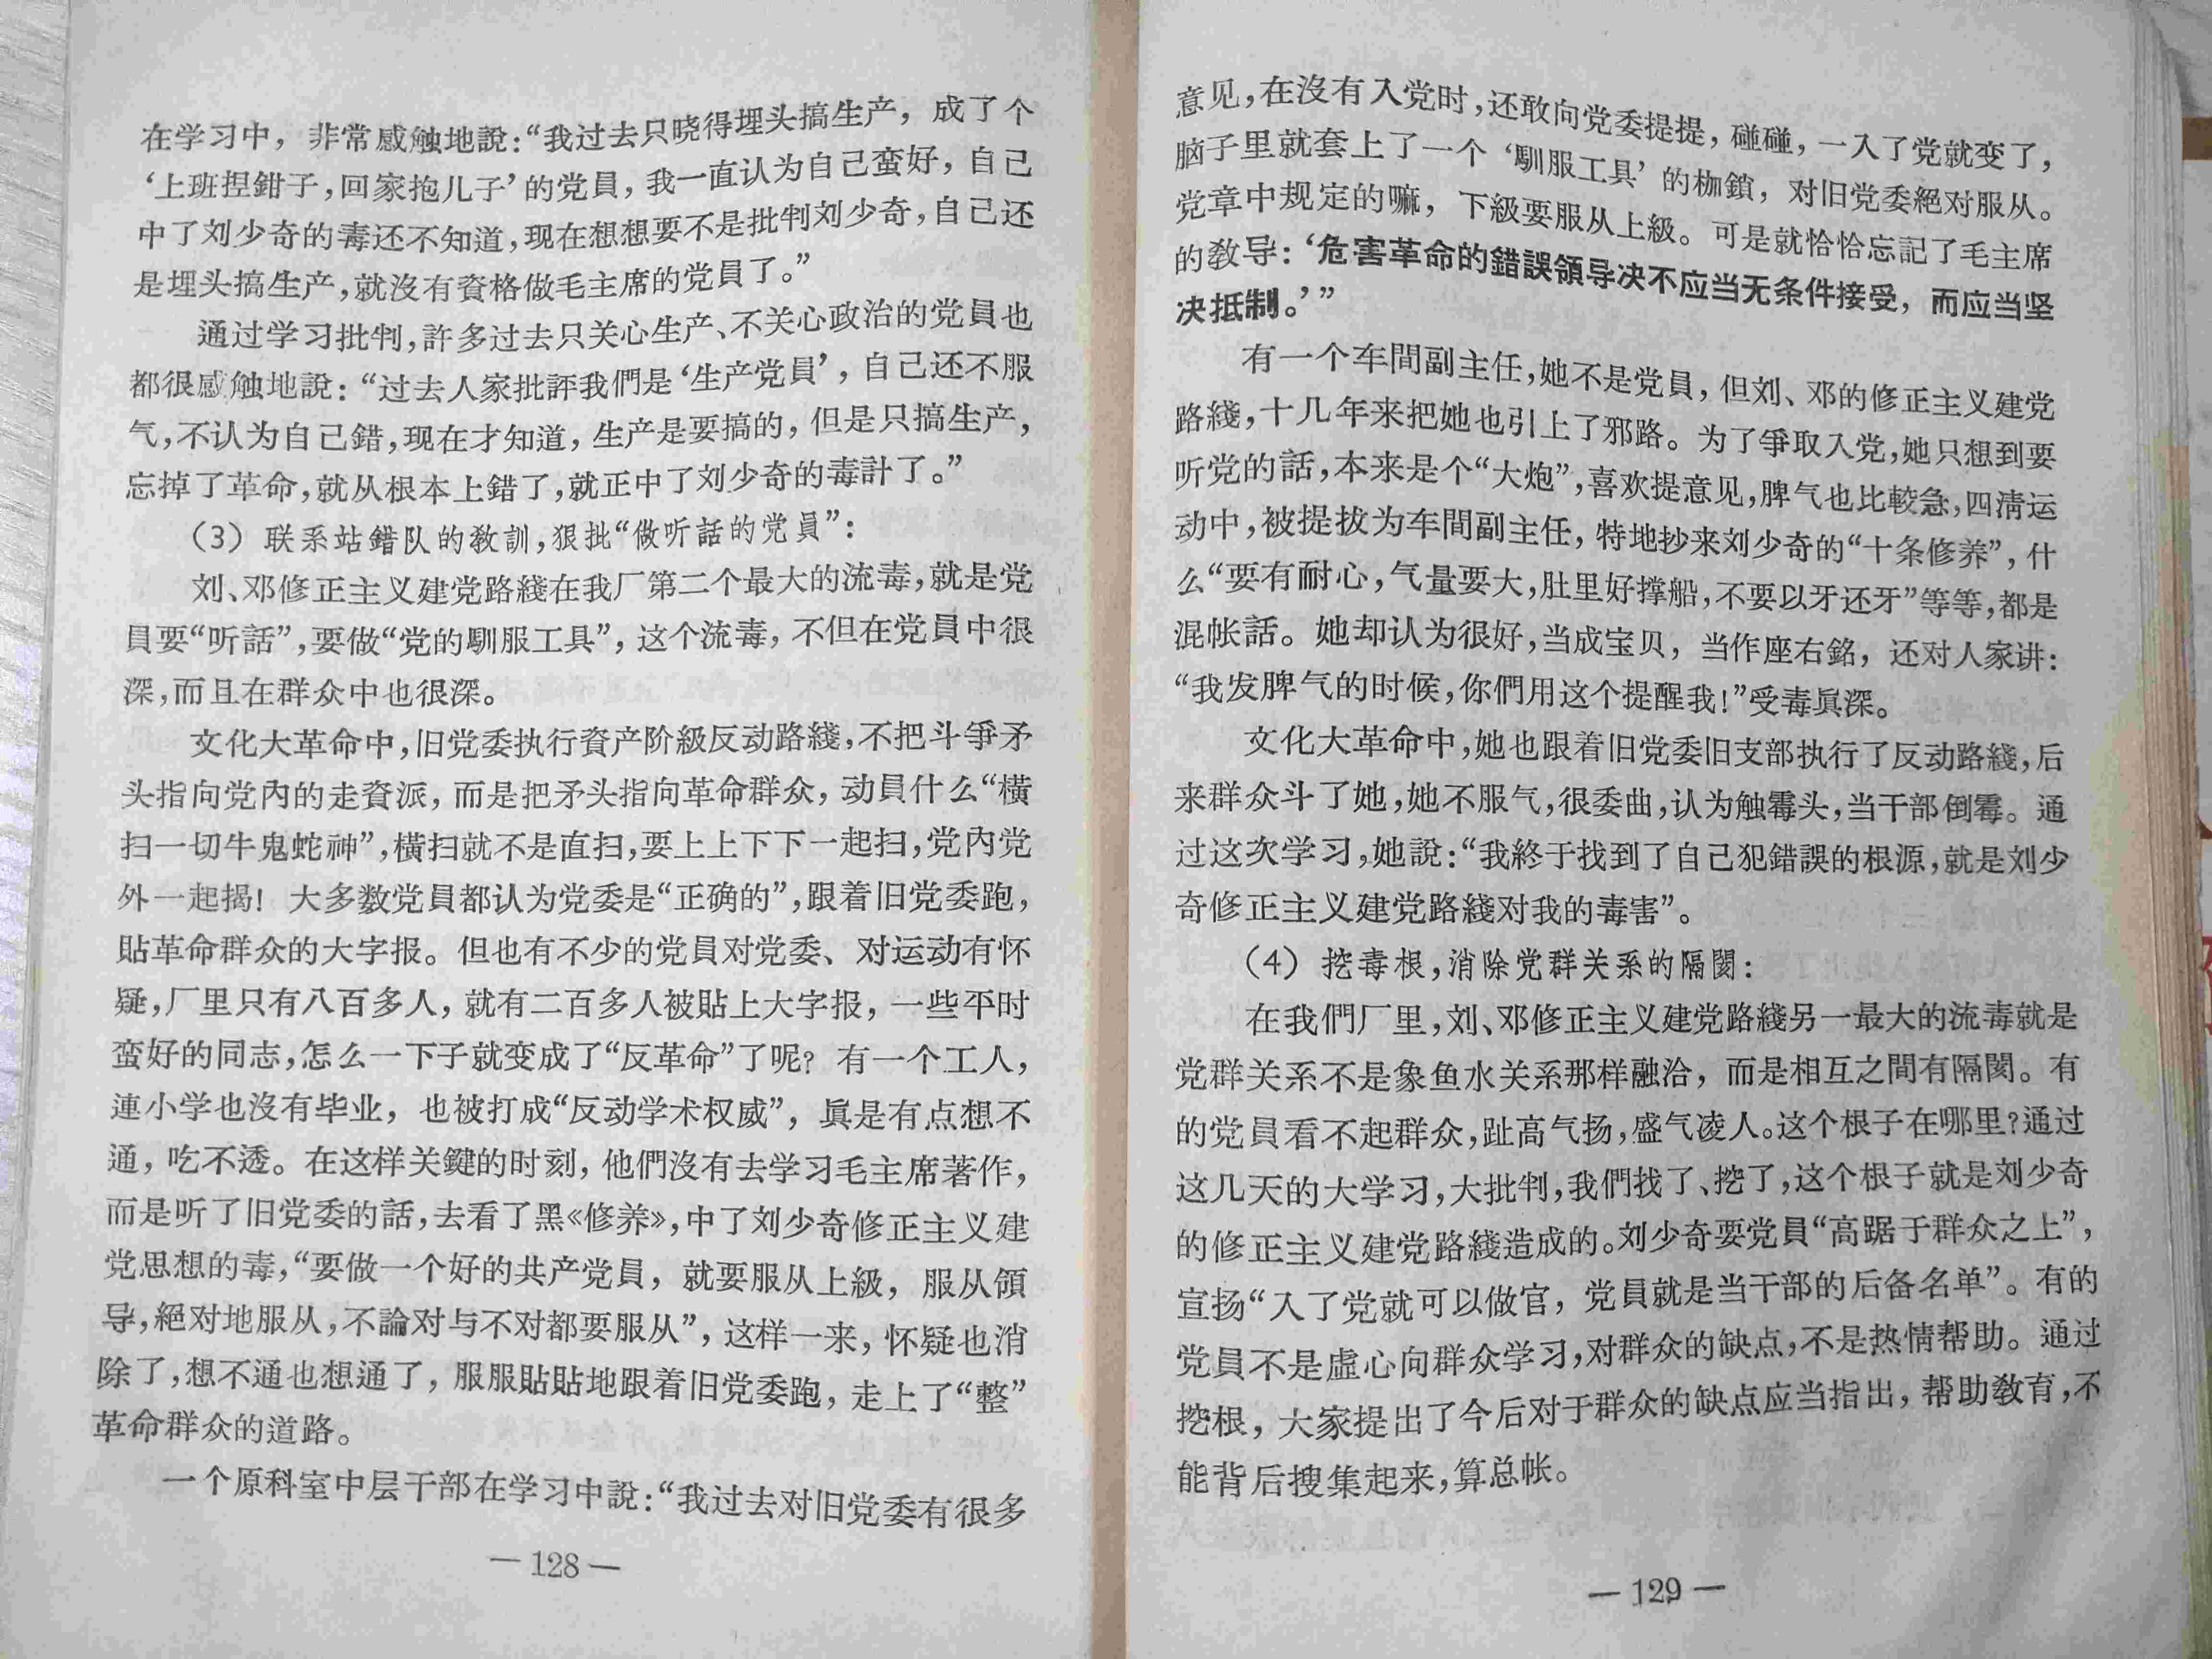 在学习中，非常感触地說：“我过去只晓得埋头搞生产，成了个
‘上班捏鉗子，回家抱儿子’的党員，我一直认为自己蛮好，自己
中了刘少奇的毒还不知道，现在想想要不是批判刘少奇，自己还
是埋头搞生产，就沒有資格做毛主席的党員了。”
通过学习批判，許多过去只关心生产、不关心政治的党員也
都很感触地說：“过去人家批評我們是‘生产党員’，自己还不服
气，不认为自己錯，现在才知道，生产是要搞的，但是只搞生产，
忘掉了革命，就从根本上錯了，就正中了刘少奇的毒計了。”
（3）联系站錯队的教訓，狠批“做听話的党員”：
刘、邓修正主义建党路綫在我厂第二个最大的流毒，就是党
員要“听話”，要做“党的馴服工具”，这个流毒，不但在党員中很
深，而且在群众中也很深。
文化大革命中，旧党委执行資产阶級反动路綫，不把斗爭矛
头指向党內的走資派，而是把矛头指向革命群众，动員什么“橫
扫一切牛鬼蛇神”，橫扫就不是直扫，要上上下下一起扫，党內党
外一起揭！大多数党員都认为党委是“正确的”，跟着旧党委跑，
貼革命群众的大字报。但也有不少的党員对党委、对运动有怀
疑，厂里只有八百多人，就有二百多人被貼上大字报，一些平时
蛮好的同志，怎么一下子就变成了“反革命”了呢？有一个工人，
連小学也沒有毕业，也被打成“反动学术权威”，眞是有点想不
通，吃不透。在这样关鍵的时刻，他們沒有去学习毛主席著作，
而是听了旧党委的話，去看了黑《修养》，中了刘少奇修正主义建
党思想的毒，“要做一个好的共产党員，就要服从上級，服从領
导，絕对地服从，不論对与不对都要服从”，这样一来，怀疑也消
除了，想不通也想通了，服服貼貼地跟着旧党委跑，走上了“整”
革命群众的道路。
一个原科室中层干部在学习中說：“我过去对旧党委有很多
— 128 —
意见，在沒有入党时，还敢向党委提提，碰碰，一入了党就变了，
脑子里就套上了一个‘馴服工具’的枷鎖，对旧党委絕对服从。
党章中规定的嘛，下級要服从上級。可是就恰恰忘記了毛主席
的教导：‘危害革命的錯誤領导决不应当无条件接受，而应当坚
决抵制。’”
有一个车間副主任，她不是党員，但刘、邓的修正主义建党
路綫，十几年来把她也引上了邪路。为了爭取入党，她只想到要
听党的話，本来是个“大炮”，喜欢提意见，脾气也比較急，四清运
动中，被提拔为车間副主任，特地抄来刘少奇的“十条修养”，什
么“要有耐心，气量要大，肚里好撑船，不要以牙还牙”等等，都是
混帐話。她却认为很好，当成宝贝，当作座右銘，还对人家讲：
“我发脾气的时候，你們用这个提醒我！”受毒眞深。
文化大革命中，她也跟着旧党委旧支部执行了反动路綫，后
来群众斗了她，她不服气，很委曲，认为触霉头，当干部倒霉。通
过这次学习，她說：“我終于找到了自己犯錯誤的根源，就是刘少
奇修正主义建党路綫对我的毒害”。
（4）挖毒根，消除党群关系的隔閡：
在我們厂里，刘、邓修正主义建党路綫另一最大的流毒就是
党群关系不是象鱼水关系那样融洽，而是相互之間有隔閡。有
的党員看不起群众，趾高气扬，盛气凌人。这个根子在哪里？通过
这几天的大学习，大批判，我們找了、挖了，这个根子就是刘少奇
的修正主义建党路綫造成的。刘少奇要党員“高踞于群众之上”，
宣扬“入了党就可以做官，党員就是当干部的后备名单”。有的
党員不是虛心向群众学习，对群众的缺点，不是热情帮助。通过
挖根，大家提出了今后对于群众的缺点应当指出，帮助敎育，不
能背后搜集起来，算总帐。
— 129 —